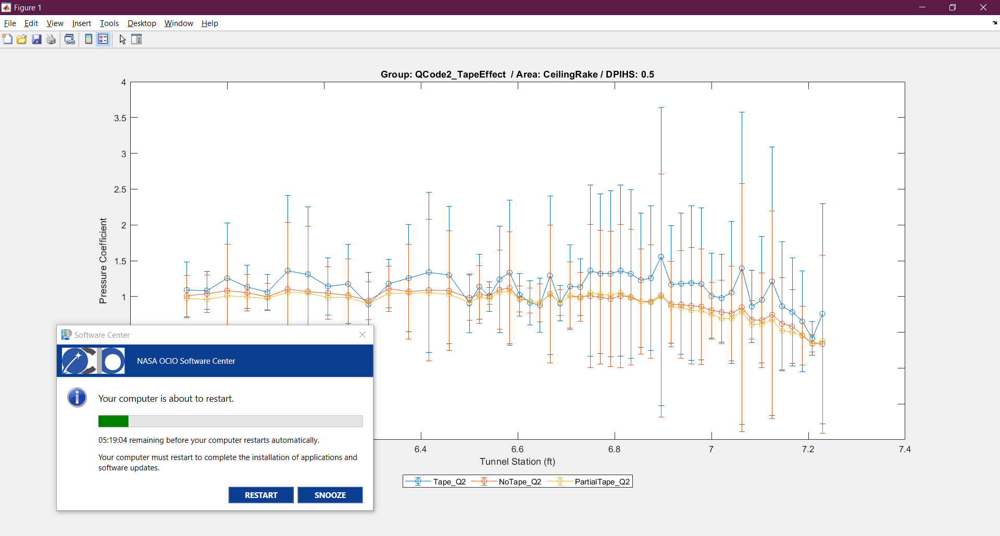 Figure 1
File Edit View Insert Tools Desktop Window Help
Group: QCode2_TapeEffect / Area: CeilingRake / DPIHS: 0.5
4
3.5
3
2.5
2
1.5
1
Pressure Coefficient
6.4 6.6 6.8 7 7.2 7.4
Tunnel Station (ft)
Tape_Q2 NoTape_Q2 PartialTape_Q2
Software Center
OCIO
NASA OCIO Software Center
Your computer is about to restart.
05:19:04 remaining before your computer restarts automatically.
Your computer must restart to complete the installation of applications and
software updates.
RESTART SNOOZE